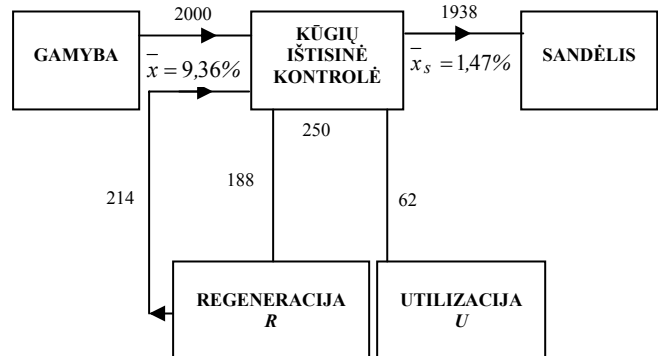 2000
1938
GAMYBA
KŪGIŲ
IŠTISINĖ
KONTROLĖ
SANDĖLIS
x̅ = 9,36%
x̅ₛ = 1,47%
250
214
188
62
REGENERACIJA
R
UTILIZACIJA
U